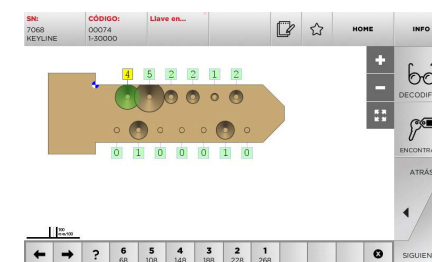 SN: CÓDIGO: Llave en...
7068 00074
KEYLINE 1-30000
HOME INFO
4 5 2 2 1 2
DECODIF
ENCONTRA
0 1 0 0 0 1 0
ATRÁS
? 6 5 4 3 2 1
68 108 148 188 228 268
SIGUIEN